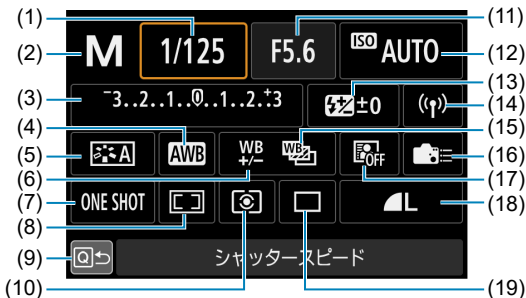 (1) (11)
(2) M 1/125 F5.6 ISO AUTO (12)
(13)
(3) -3..2..1..0..1..2..+3 ±0 (14)
(4) (15)
(5) A AWB WB +/- WB OFF (16)
(6) (17)
(7) ONE SHOT L (18)
(8)
(9) Q シャッタースピード
(10) (19)